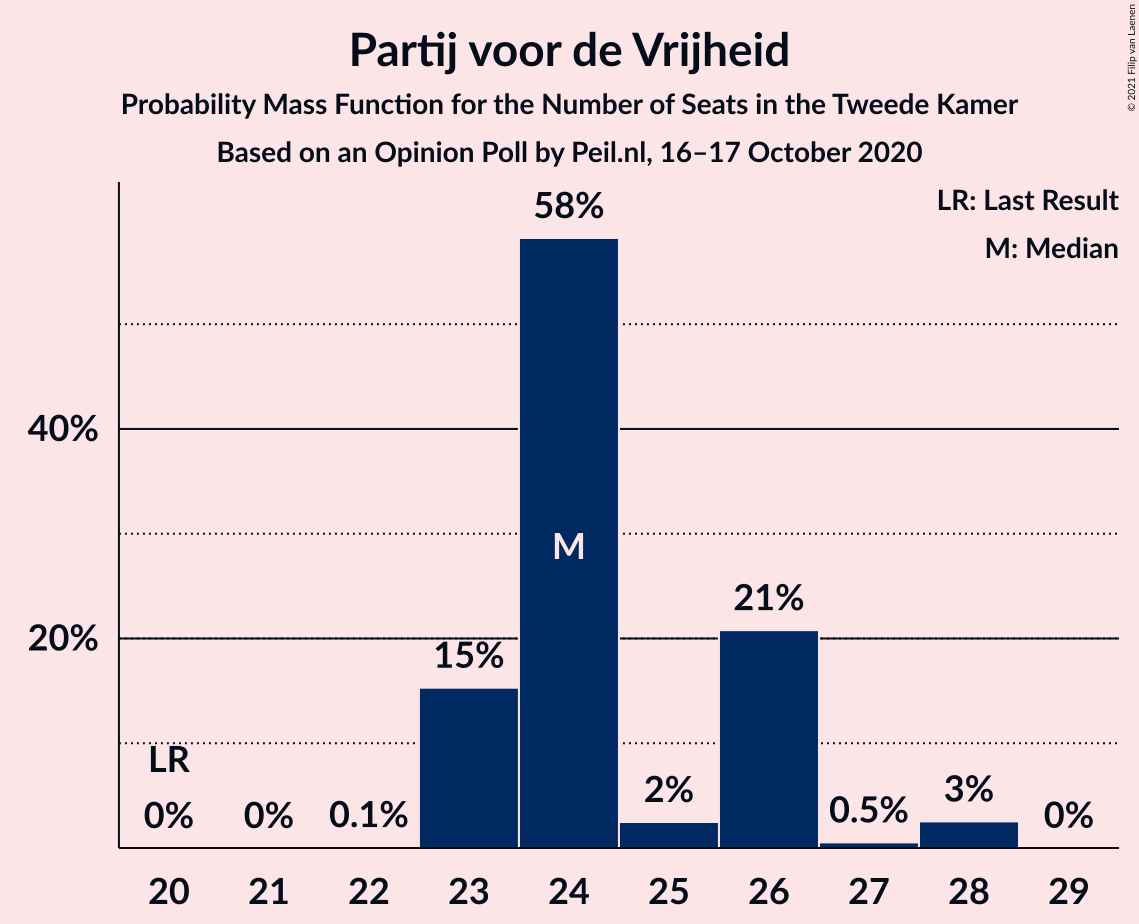 Partij voor de Vrijheid
Probability Mass Function for the Number of Seats in the Tweede Kamer
Based on an Opinion Poll by Peil.nl, 16–17 October 2020
© 2021 Filip van Laenen
LR: Last Result
M: Median
58%
40%
M
21%
20%
15%
LR
0%
0%
0.1%
2%
0.5%
3%
0%
20 21 22 23 24 25 26 27 28 29